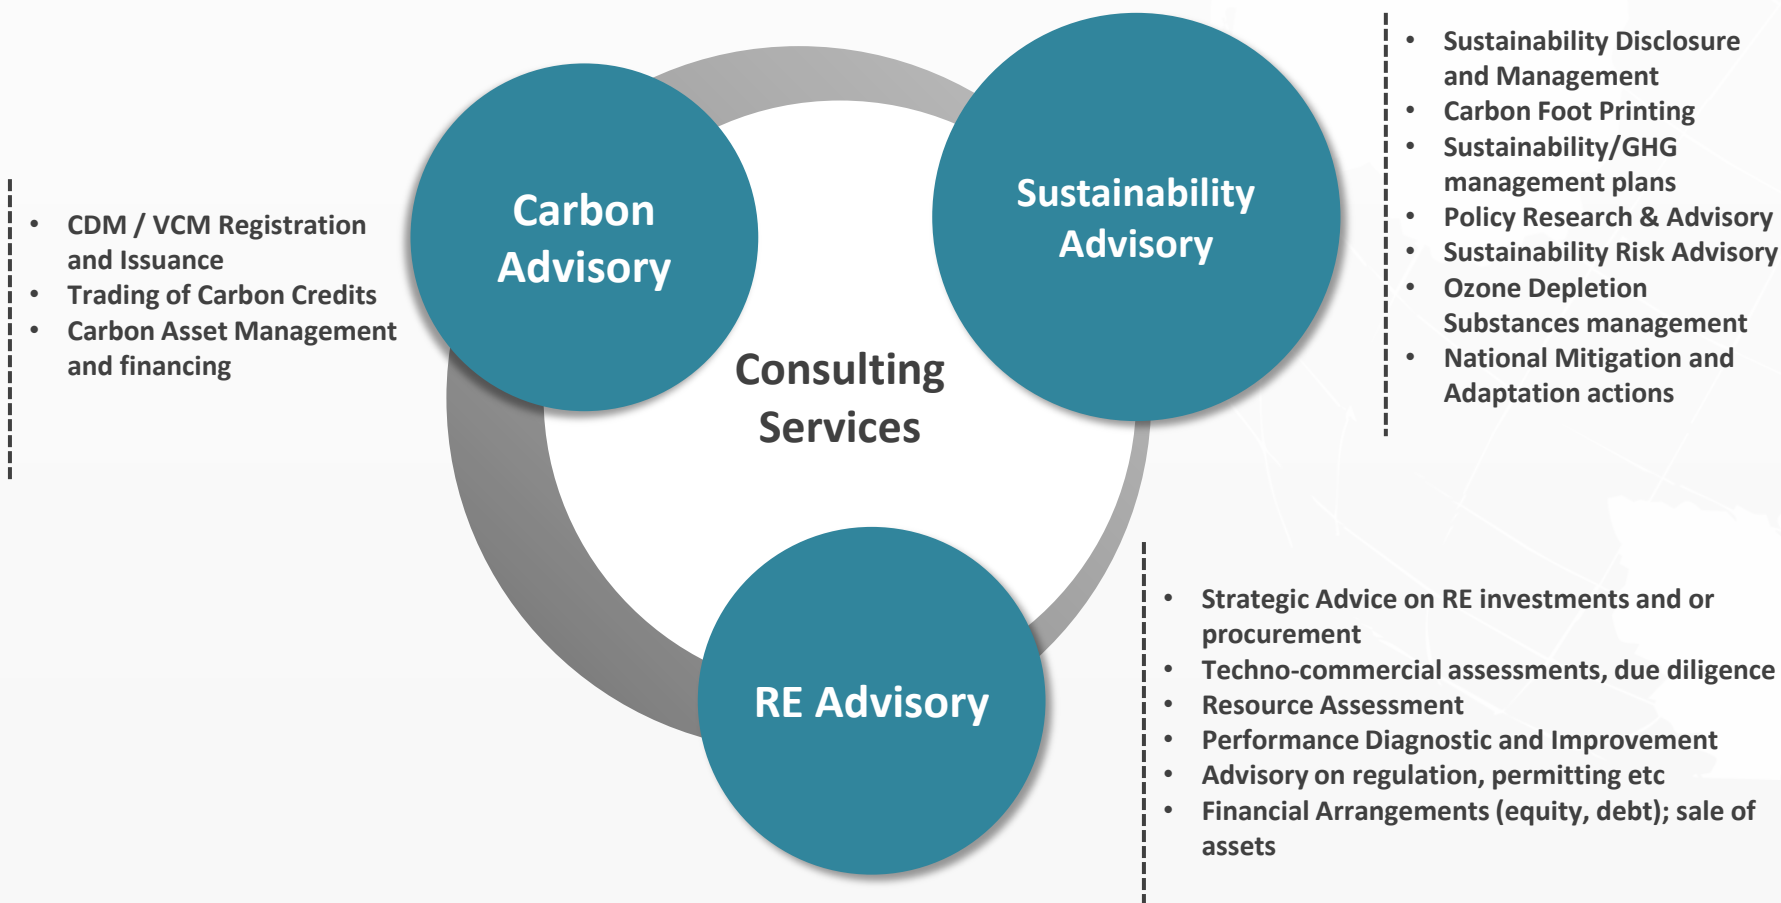 Carbon
Advisory
Sustainability
Advisory
Consulting
Services
RE Advisory
• CDM / VCM Registration
and Issuance
• Trading of Carbon Credits
• Carbon Asset Management
and financing
• Sustainability Disclosure
and Management
• Carbon Foot Printing
• Sustainability/GHG
management plans
• Policy Research & Advisory
• Sustainability Risk Advisory
• Ozone Depletion
Substances management
• National Mitigation and
Adaptation actions
• Strategic Advice on RE investments and or
procurement
• Techno-commercial assessments, due diligence
• Resource Assessment
• Performance Diagnostic and Improvement
• Advisory on regulation, permitting etc
• Financial Arrangements (equity, debt); sale of
assets